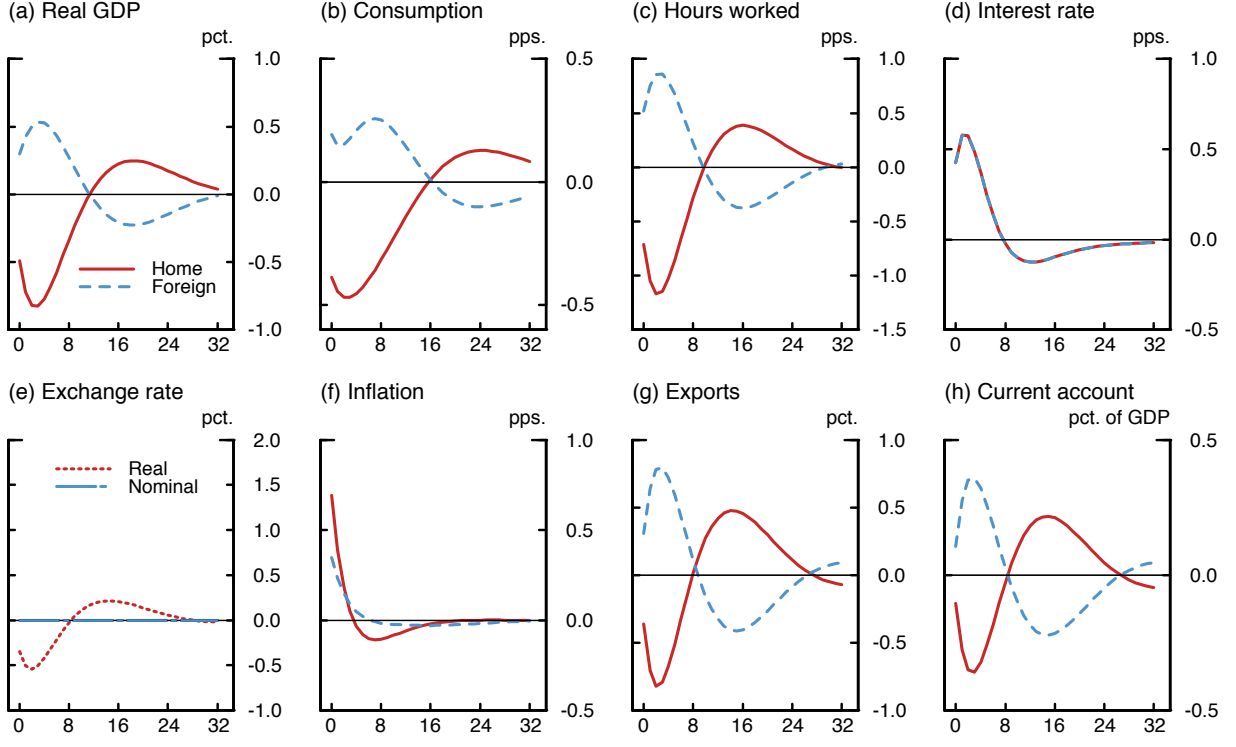 (a) Real GDP
pct.
1.0
0.5
0.0
-0.5
-1.0
Home
Foreign
0 8 16 24 32
(b) Consumption
pps.
0.5
0.0
-0.5
0 8 16 24 32
(c) Hours worked
pps.
1.0
0.5
0.0
-0.5
-1.0
-1.5
0 8 16 24 32
(d) Interest rate
pps.
1.0
0.5
0.0
-0.5
0 8 16 24 32
(e) Exchange rate
pct.
2.0
1.5
1.0
0.5
0.0
-0.5
-1.0
Real
Nominal
0 8 16 24 32
(f) Inflation
pps.
1.0
0.5
0.0
-0.5
0 8 16 24 32
(g) Exports
pct.
1.0
0.5
0.0
-0.5
-1.0
0 8 16 24 32
(h) Current account
pct. of GDP
0.5
0.0
-0.5
0 8 16 24 32